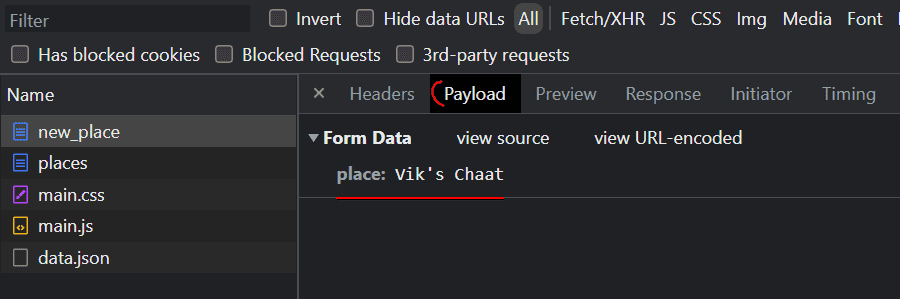 Filter Invert Hide data URLs All Fetch/XHR JS CSS Img Media Font
Has blocked cookies Blocked Requests 3rd-party requests
Name × Headers Payload Preview Response Initiator Timing
new_place Form Data view source view URL-encoded
places place: Vik's Chaat
main.css
main.js
data.json